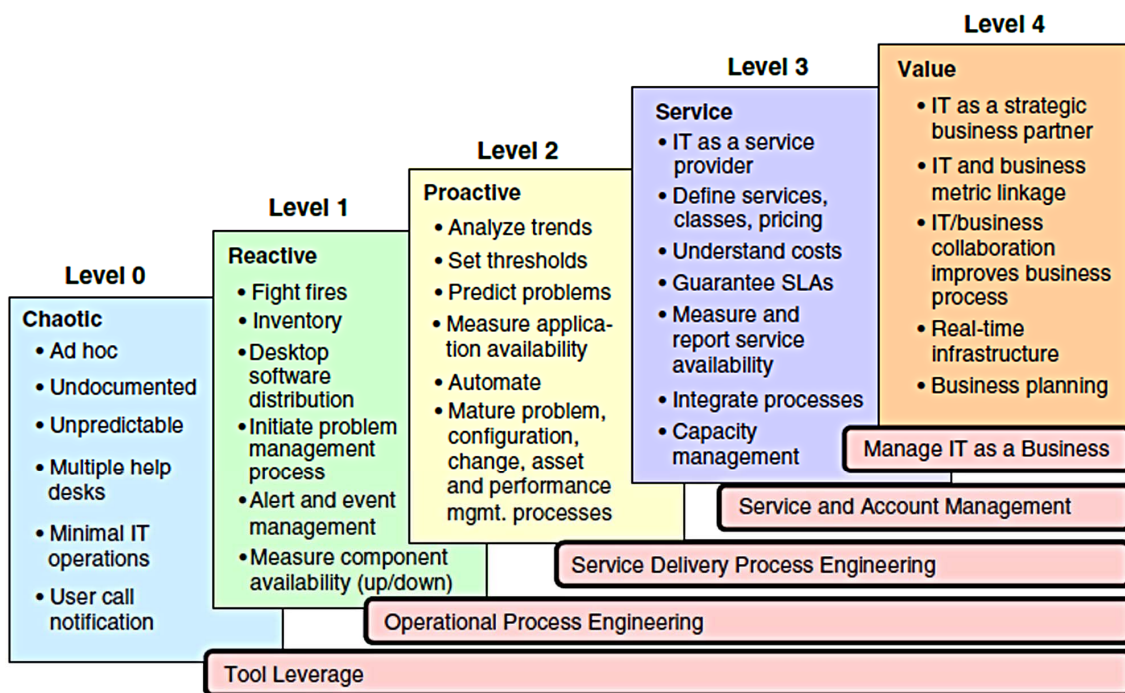 Level 0
Chaotic
• Ad hoc
• Undocumented
• Unpredictable
• Multiple help
desks
• Minimal IT
operations
• User call
notification
Level 1
Reactive
• Fight fires
• Inventory
• Desktop
software
distribution
• Initiate problem
management
process
• Alert and event
management
• Measure component
availability (up/down)
Level 2
Proactive
• Analyze trends
• Set thresholds
• Predict problems
• Measure applica-
tion availability
• Automate
• Mature problem,
configuration,
change, asset
and performance
mgmt. processes
Level 3
Service
• IT as a service
provider
• Define services,
classes, pricing
• Understand costs
• Guarantee SLAs
• Measure and
report service
availability
• Integrate processes
• Capacity
management
Level 4
Value
• IT as a strategic
business partner
• IT and business
metric linkage
• IT/business
collaboration
improves business
process
• Real-time
infrastructure
• Business planning
Manage IT as a Business
Service and Account Management
Service Delivery Process Engineering
Operational Process Engineering
Tool Leverage